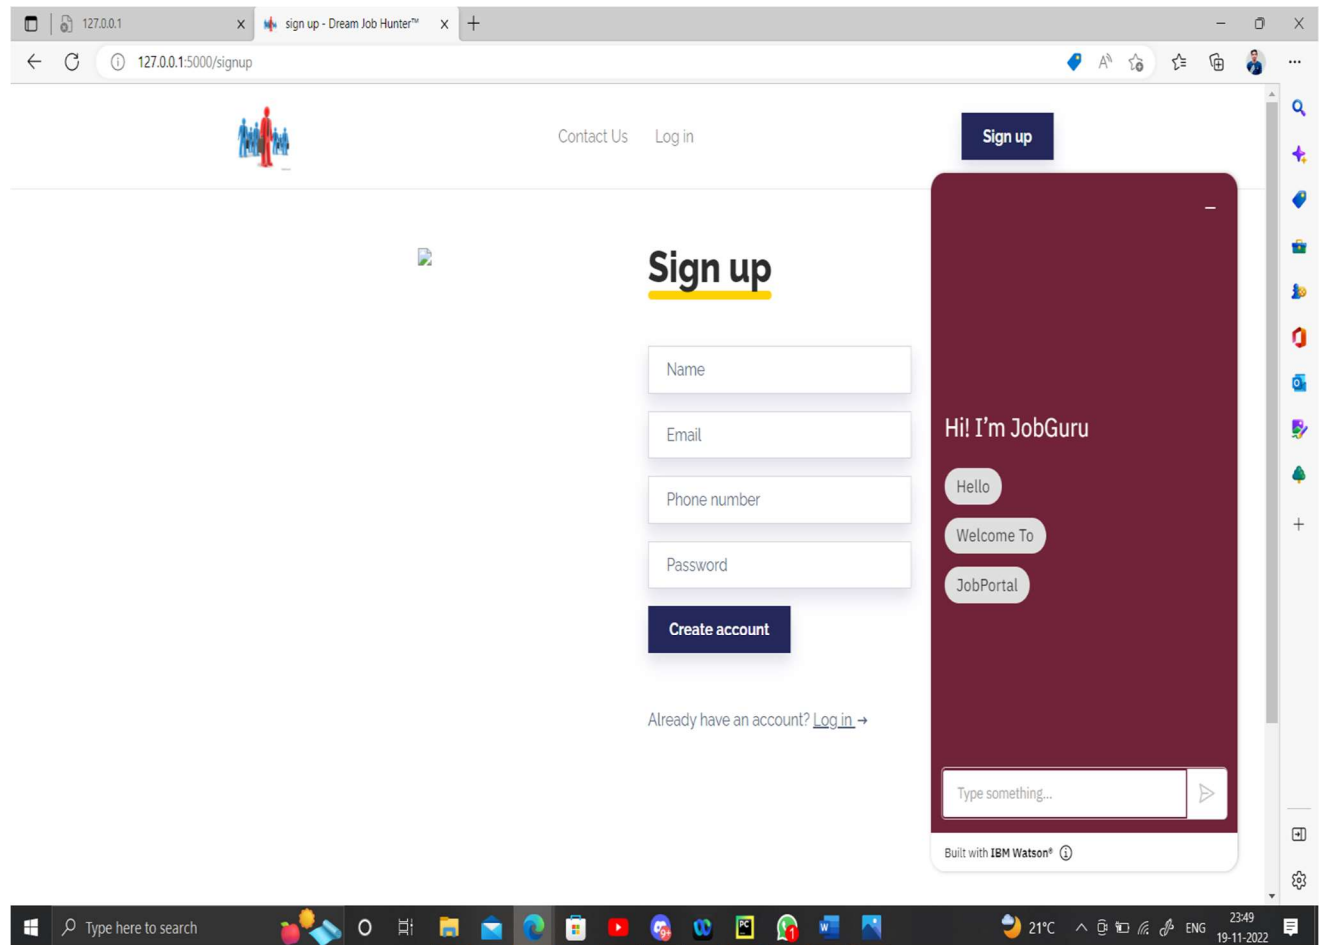 127.0.0.1
sign up - Dream Job Hunter™
127.0.0.1:5000/signup
Contact Us
Log in
Sign up
Sign up
Name
Email
Phone number
Password
Create account
Already have an account? Log in →
Hi! I'm JobGuru
Hello
Welcome To
JobPortal
Type something...
Built with IBM Watson®
Type here to search
99+
PC
1
W
21°C
ENG
23:49
19-11-2022